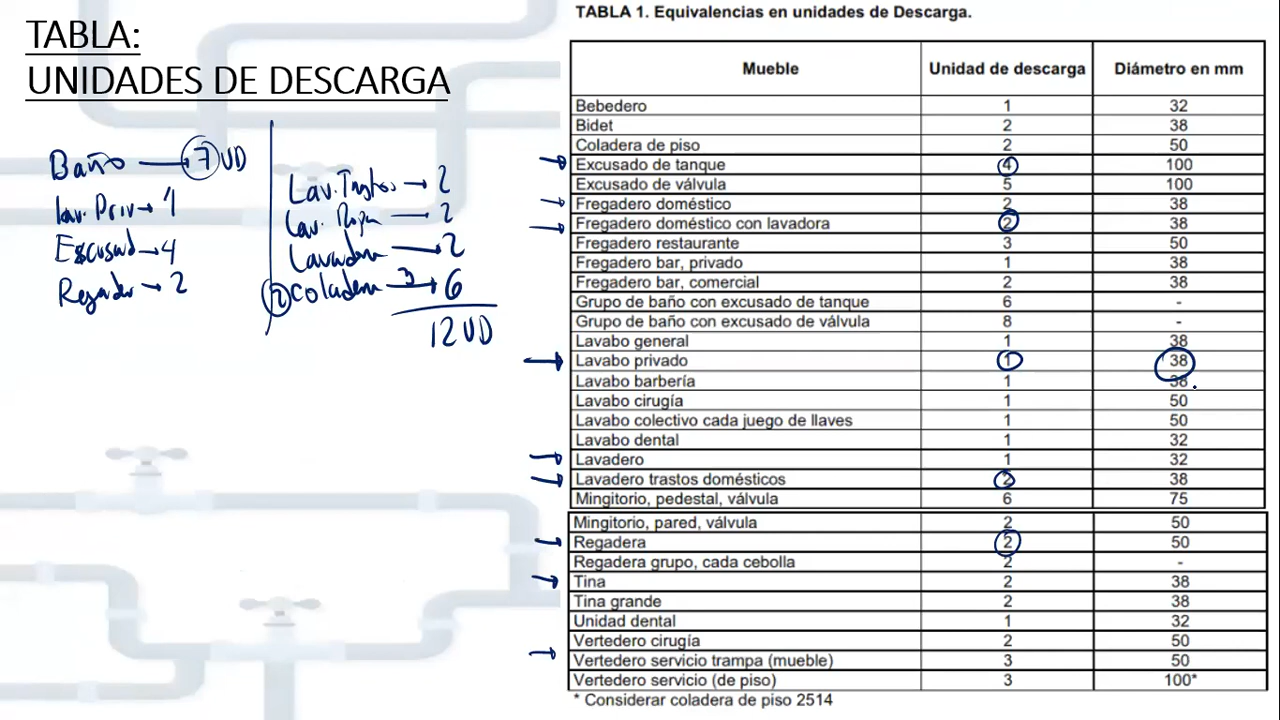 TABLA:
UNIDADES DE DESCARGA
Baño → 7 UD
Lav. Priv → 1
Escusad → 4
Regader → 2
Lav. Trastos → 2
Lav. Ropa → 2
Lavadora → 2
2 Coladera 3 → 6
12 UD
TABLA 1. Equivalencias en unidades de Descarga.
Mueble Unidad de descarga Diámetro en mm
Bebedero 1 32
Bidet 2 38
Coladera de piso 2 50
Excusado de tanque 4 100
Excusado de válvula 5 100
Fregadero doméstico 2 38
Fregadero doméstico con lavadora 2 38
Fregadero restaurante 3 50
Fregadero bar, privado 1 38
Fregadero bar, comercial 2 38
Grupo de baño con excusado de tanque 6 -
Grupo de baño con excusado de válvula 8 -
Lavabo general 1 38
Lavabo privado 1 38
Lavabo barbería 1 38
Lavabo cirugía 1 50
Lavabo colectivo cada juego de llaves 1 50
Lavabo dental 1 32
Lavadero 1 32
Lavadero trastos domésticos 2 38
Mingitorio, pedestal, válvula 6 75
Mingitorio, pared, válvula 2 50
Regadera 2 50
Regadera grupo, cada cebolla 2 -
Tina 2 38
Tina grande 2 38
Unidad dental 1 32
Vertedero cirugía 2 50
Vertedero servicio trampa (mueble) 3 50
Vertedero servicio (de piso) 3 100*
* Considerar coladera de piso 2514